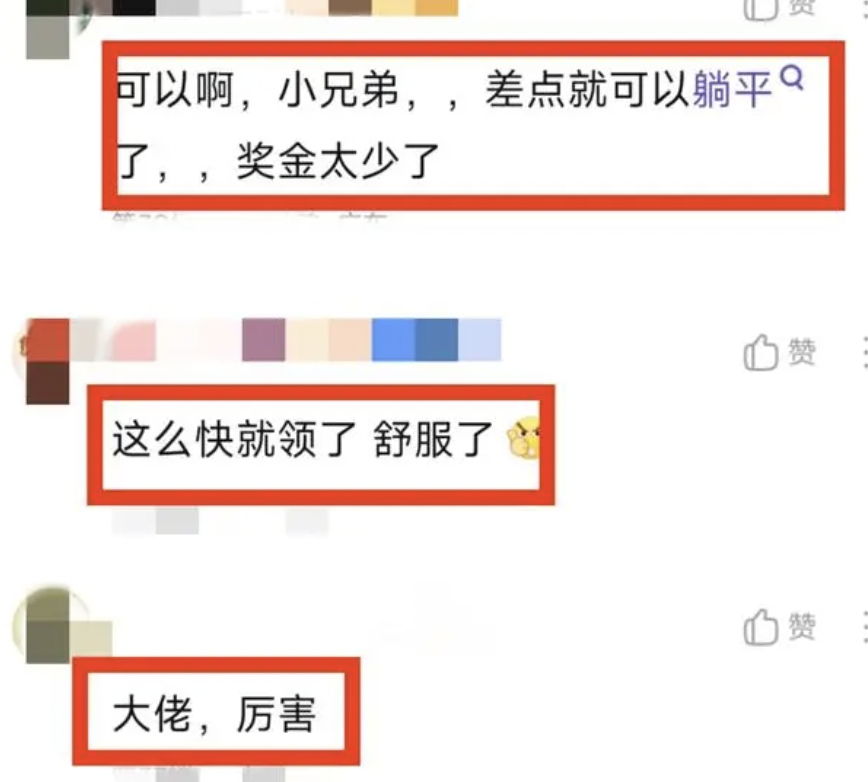 赞
可以啊，小兄弟，，差点就可以躺平
了，，奖金太少了
赞
这么快就领了 舒服了
赞
大佬，厉害